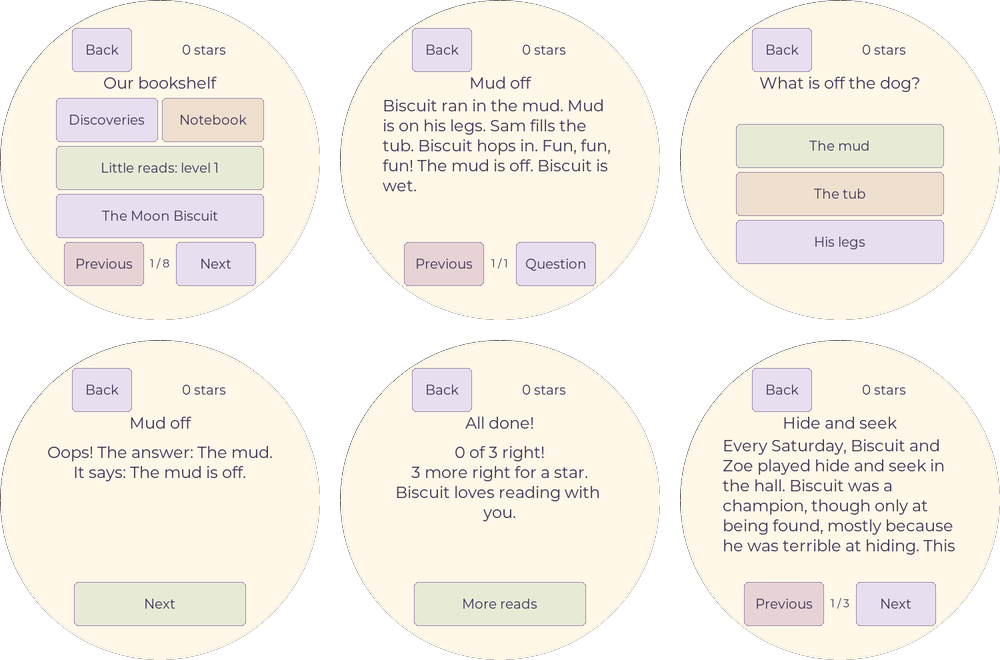 Back
0 stars
Our bookshelf
Discoveries
Notebook
Little reads: level 1
The Moon Biscuit
Previous
1/8
Next
Back
0 stars
Mud off
Biscuit ran in the mud. Mud
is on his legs. Sam fills the
tub. Biscuit hops in. Fun, fun,
fun! The mud is off. Biscuit is
wet.
Previous
1/1
Question
Back
0 stars
What is off the dog?
The mud
The tub
His legs
Back
0 stars
Mud off
Oops! The answer: The mud.
It says: The mud is off.
Next
Back
0 stars
All done!
0 of 3 right!
3 more right for a star.
Biscuit loves reading with
you.
More reads
Back
0 stars
Hide and seek
Every Saturday, Biscuit and
Zoe played hide and seek in
the hall. Biscuit was a
champion, though only at
being found, mostly because
he was terrible at hiding. This
Previous
1/3
Next